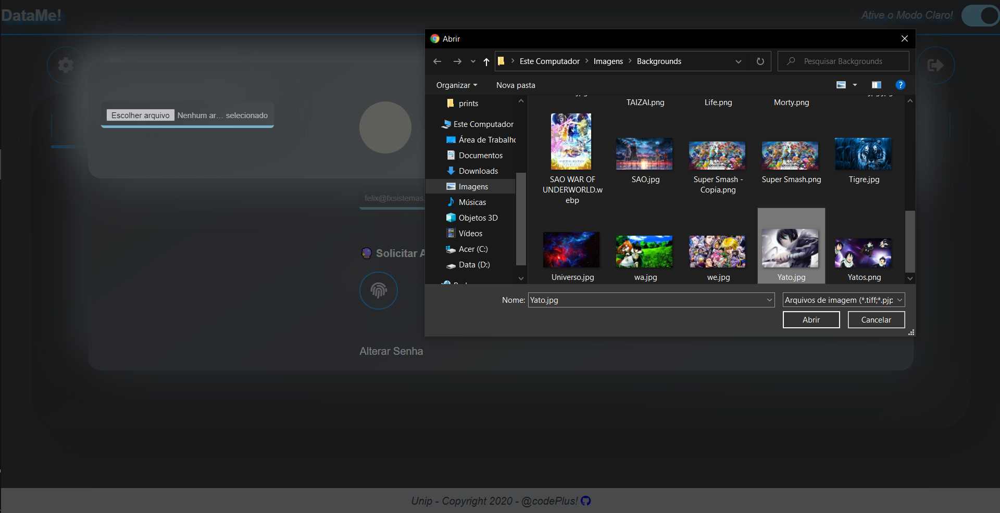 DataMe!
Ative o Modo Claro!
Abrir
Este Computador
Imagens
Backgrounds
Pesquisar Backgrounds
Organizar
Nova pasta
prints
Este Computador
Área de Trabalho
Documentos
Downloads
Imagens
Músicas
Objetos 3D
Vídeos
Acer (C:)
Data (D:)
TAIZAI.png
Life.png
Morty.png
SAO WAR OF
UNDERWORLD.w
ebp
SAO.jpg
Super Smash -
Copia.png
Super Smash.png
Tigre.jpg
Universo.jpg
wa.jpg
we.jpg
Yato.jpg
Yatos.png
Nome: Yato.jpg
Arquivos de imagem (*.tiff;*.pjp
Abrir
Cancelar
Escolher arquivo
Nenhum ar... selecionado
felix@fxsistemas
Solicitar A
Alterar Senha
Unip - Copyright 2020 - @codePlus!